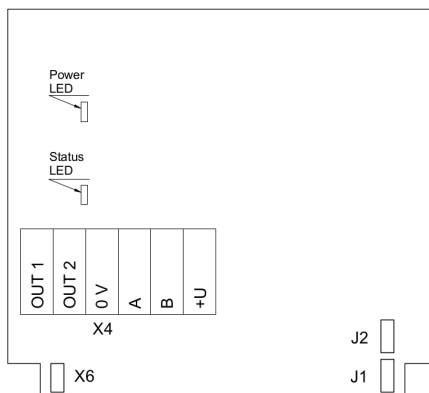 Power
LED
Status
LED
OUT 1
OUT 2
0 V
A
B
+U
X4
J2
X6
J1